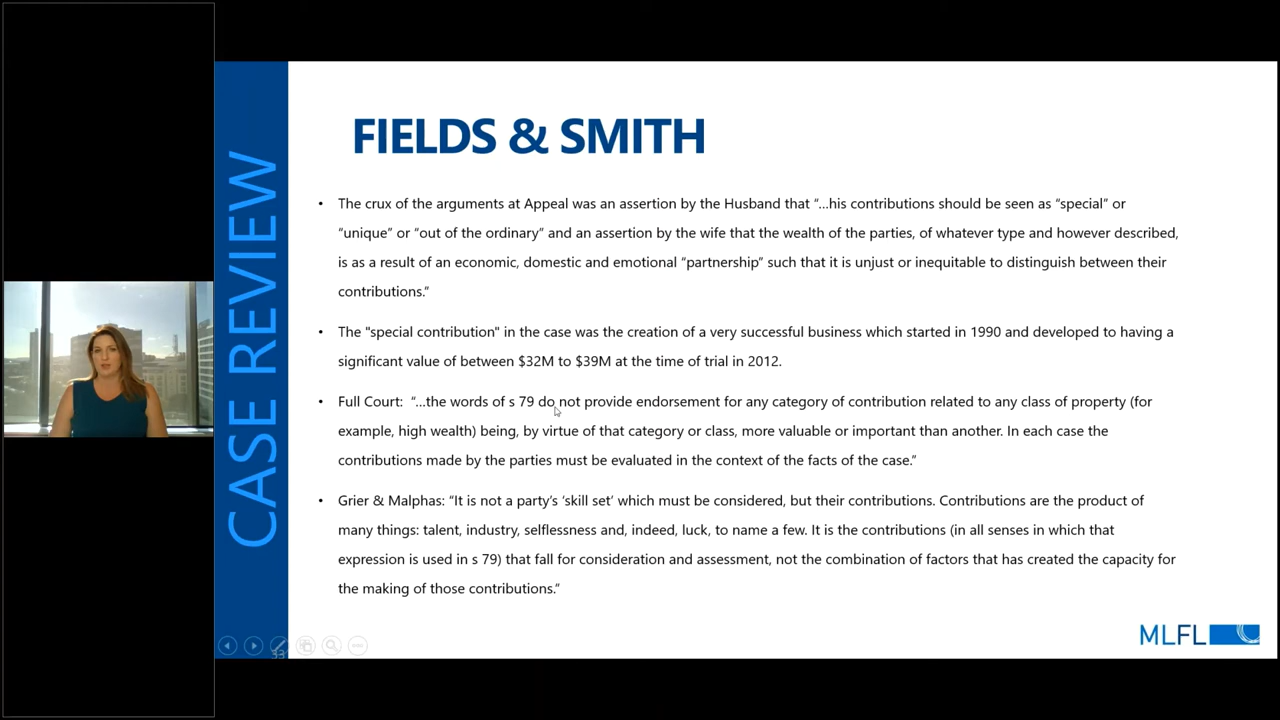 CASE REVIEW
FIELDS & SMITH
• The crux of the arguments at Appeal was an assertion by the Husband that “…his contributions should be seen as “special” or
“unique” or “out of the ordinary” and an assertion by the wife that the wealth of the parties, of whatever type and however described,
is as a result of an economic, domestic and emotional “partnership” such that it is unjust or inequitable to distinguish between their
contributions.”
• The "special contribution" in the case was the creation of a very successful business which started in 1990 and developed to having a
significant value of between $32M to $39M at the time of trial in 2012.
• Full Court: “…the words of s 79 do not provide endorsement for any category of contribution related to any class of property (for
example, high wealth) being, by virtue of that category or class, more valuable or important than another. In each case the
contributions made by the parties must be evaluated in the context of the facts of the case.”
• Grier & Malphas: “It is not a party’s ‘skill set’ which must be considered, but their contributions. Contributions are the product of
many things: talent, industry, selflessness and, indeed, luck, to name a few. It is the contributions (in all senses in which that
expression is used in s 79) that fall for consideration and assessment, not the combination of factors that has created the capacity for
the making of those contributions.”
MLFL